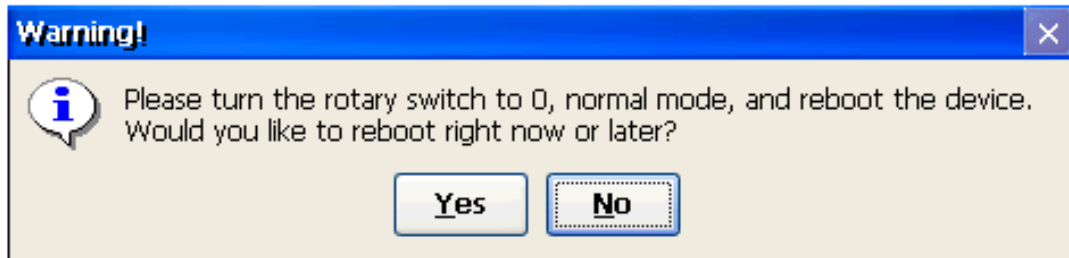 Warning!
Please turn the rotary switch to 0, normal mode, and reboot the device.
Would you like to reboot right now or later?
Yes No